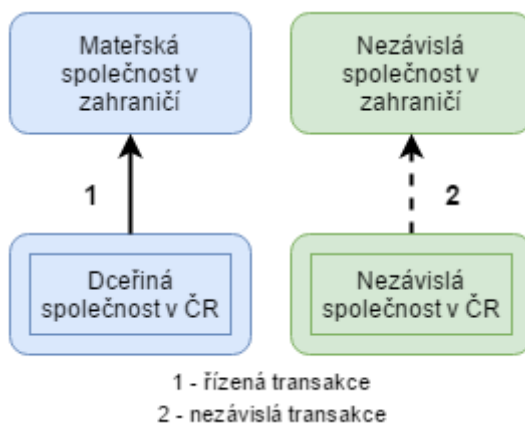 Mateřská
společnost v
zahraničí
Nezávislá
společnost v
zahraničí
1
2
Dceřiná
společnost v ČR
Nezávislá
společnost v ČR
1 - řízená transakce
2 - nezávislá transakce